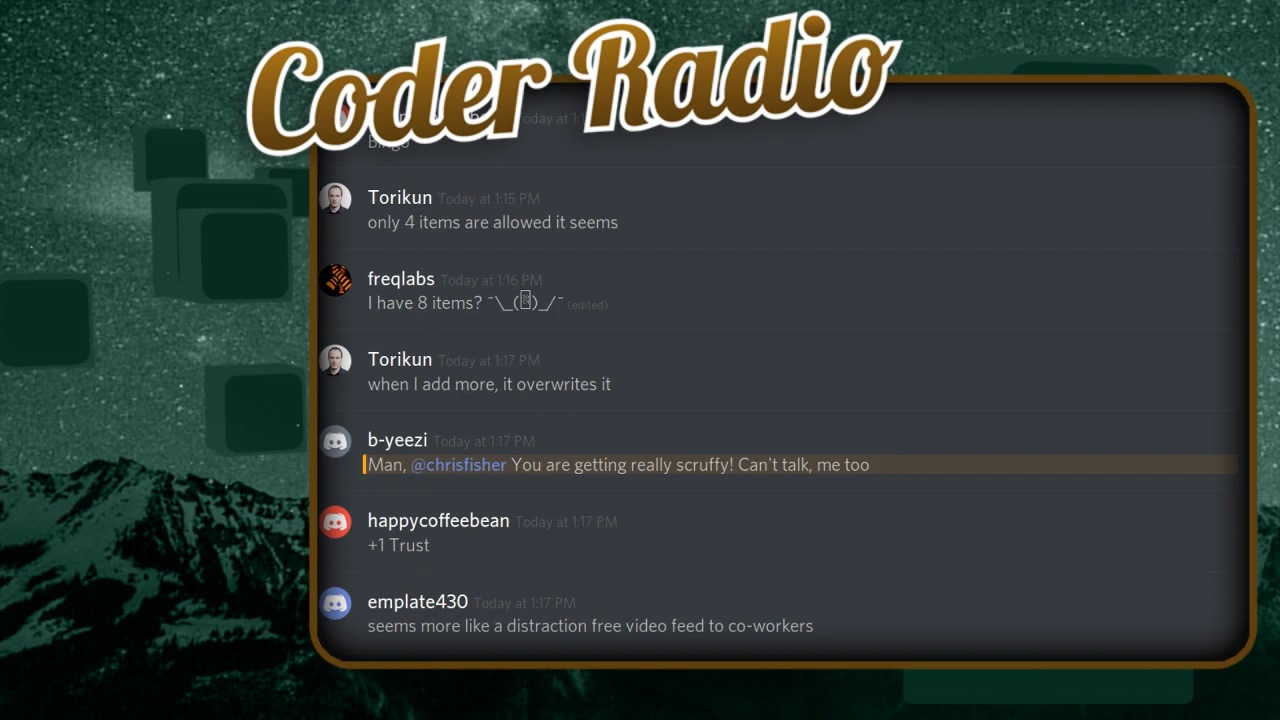 Coder Radio
Bingo
Torikun Today at 1:15 PM
only 4 items are allowed it seems
freqlabs Today at 1:16 PM
I have 8 items? ¯\_()_/¯ (edited)
Torikun Today at 1:17 PM
when I add more, it overwrites it
b-yeezi Today at 1:17 PM
Man, @chrisfisher You are getting really scruffy! Can't talk, me too
happycoffeebean Today at 1:17 PM
+1 Trust
emplate430 Today at 1:17 PM
seems more like a distraction free video feed to co-workers